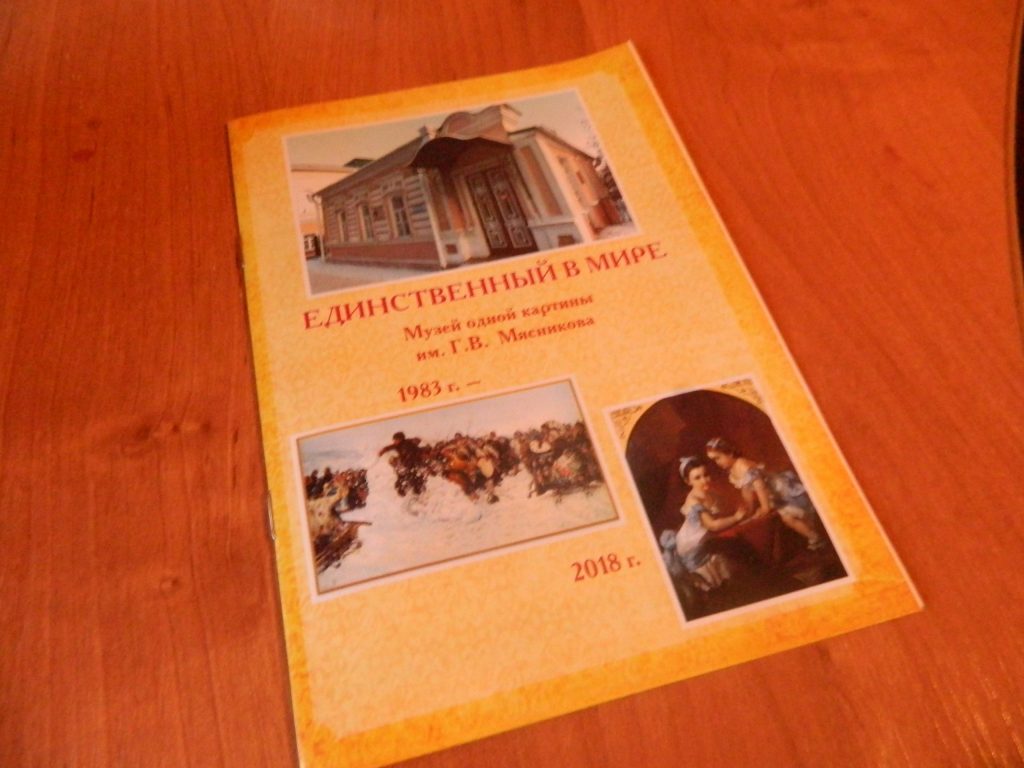 ЕДИНСТВЕННЫЙ В МИРЕ
Музей одной картины
им. Г.В. Мясникова
1983 г. –
2018 г.